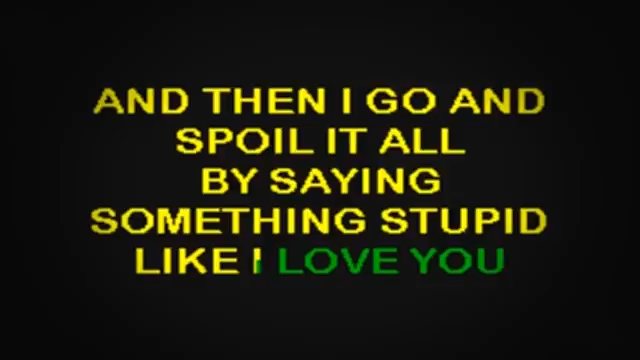 AND THEN I GO AND
SPOIL IT ALL
BY SAYING
SOMETHING STUPID
LIKE I LOVE YOU